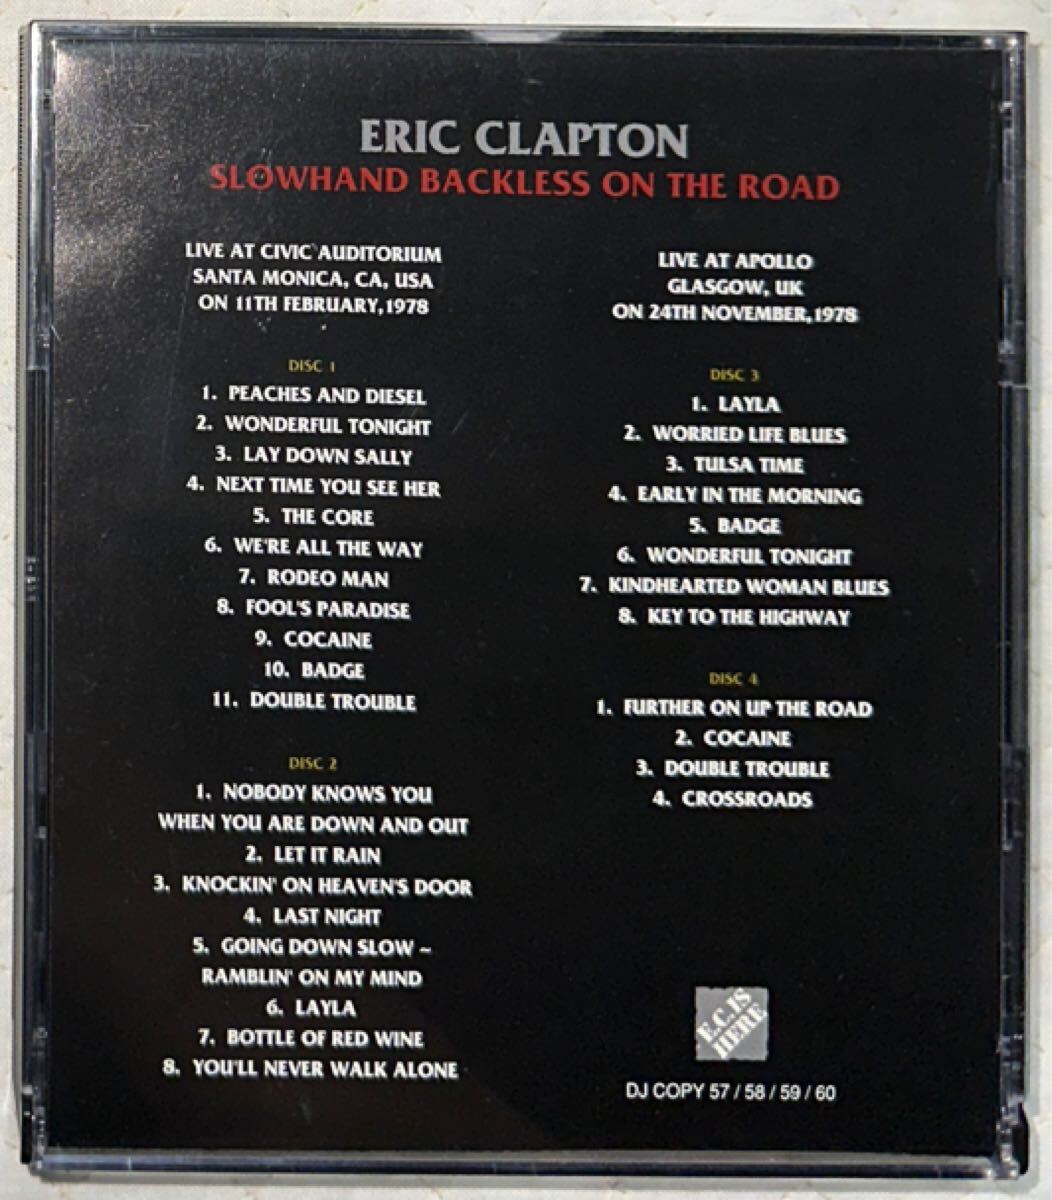 ERIC CLAPTON
SLOWHAND BACKLESS ON THE ROAD
LIVE AT CIVIC AUDITORIUM
SANTA MONICA, CA, USA
ON 11TH FEBRUARY,1978
DISC 1
1. PEACHES AND DIESEL
2. WONDERFUL TONIGHT
3. LAY DOWN SALLY
4. NEXT TIME YOU SEE HER
5. THE CORE
6. WE'RE ALL THE WAY
7. RODEO MAN
8. FOOL'S PARADISE
9. COCAINE
10. BADGE
11. DOUBLE TROUBLE
DISC 2
1. NOBODY KNOWS YOU
WHEN YOU ARE DOWN AND OUT
2. LET IT RAIN
3. KNOCKIN' ON HEAVEN'S DOOR
4. LAST NIGHT
5. GOING DOWN SLOW ~
RAMBLIN' ON MY MIND
6. LAYLA
7. BOTTLE OF RED WINE
8. YOU'LL NEVER WALK ALONE
LIVE AT APOLLO
GLASGOW, UK
ON 24TH NOVEMBER,1978
DISC 3
1. LAYLA
2. WORRIED LIFE BLUES
3. TULSA TIME
4. EARLY IN THE MORNING
5. BADGE
6. WONDERFUL TONIGHT
7. KINDHEARTED WOMAN BLUES
8. KEY TO THE HIGHWAY
DISC 4
1. FURTHER ON UP THE ROAD
2. COCAINE
3. DOUBLE TROUBLE
4. CROSSROADS
E.C. IS
HERE
DJ COPY 57 / 58 / 59 / 60